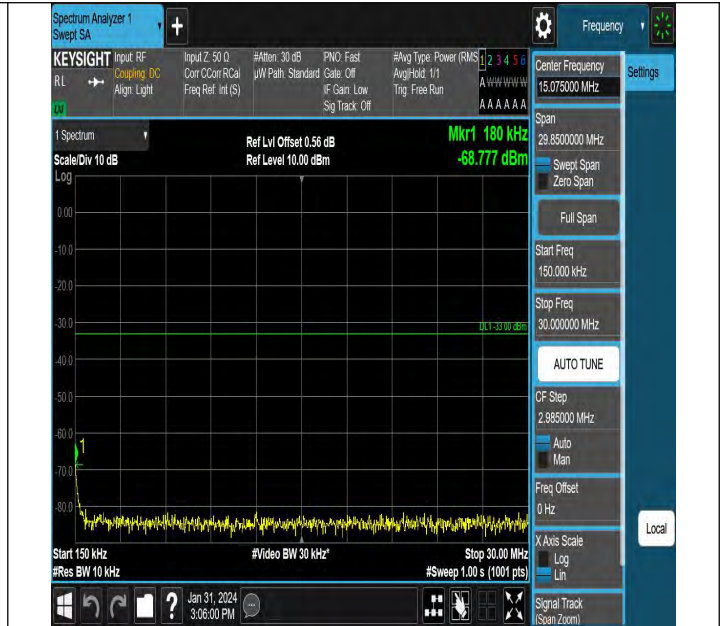 Spectrum Analyzer 1
Swept SA
+
Frequency
KEYSIGHT
Input: RF
Input Z: 50 Ω
#Atten: 30 dB
PNO: Fast
#Avg Type: Power (RMS
1 2 3 4 5 6
RL
Coupling: DC
Corr CCorr RCal
µW Path: Standard
Gate: Off
Avg|Hold: 1/1
A W W W W W
Align: Light
Freq Ref: Int (S)
IF Gain: Low
Trig: Free Run
Sig Track: Off
A A A A A A
1 Spectrum
Ref Lvl Offset 0.56 dB
Mkr1 180 kHz
Scale/Div 10 dB
Ref Level 10.00 dBm
-68.777 dBm
Log
0.00
-10.0
-20.0
-30.0
DL1 -33.00 dBm
-40.0
-50.0
-60.0
1
-70.0
-80.0
Start 150 kHz
#Video BW 30 kHz*
Stop 30.00 MHz
#Res BW 10 kHz
#Sweep 1.00 s (1001 pts)
Center Frequency
15.075000 MHz
Settings
Span
29.8500000 MHz
Swept Span
Zero Span
Full Span
Start Freq
150.000 kHz
Stop Freq
30.000000 MHz
AUTO TUNE
CF Step
2.985000 MHz
Auto
Man
Freq Offset
0 Hz
Local
X Axis Scale
Log
Lin
Signal Track
(Span Zoom)
?
Jan 31, 2024
3:06:00 PM